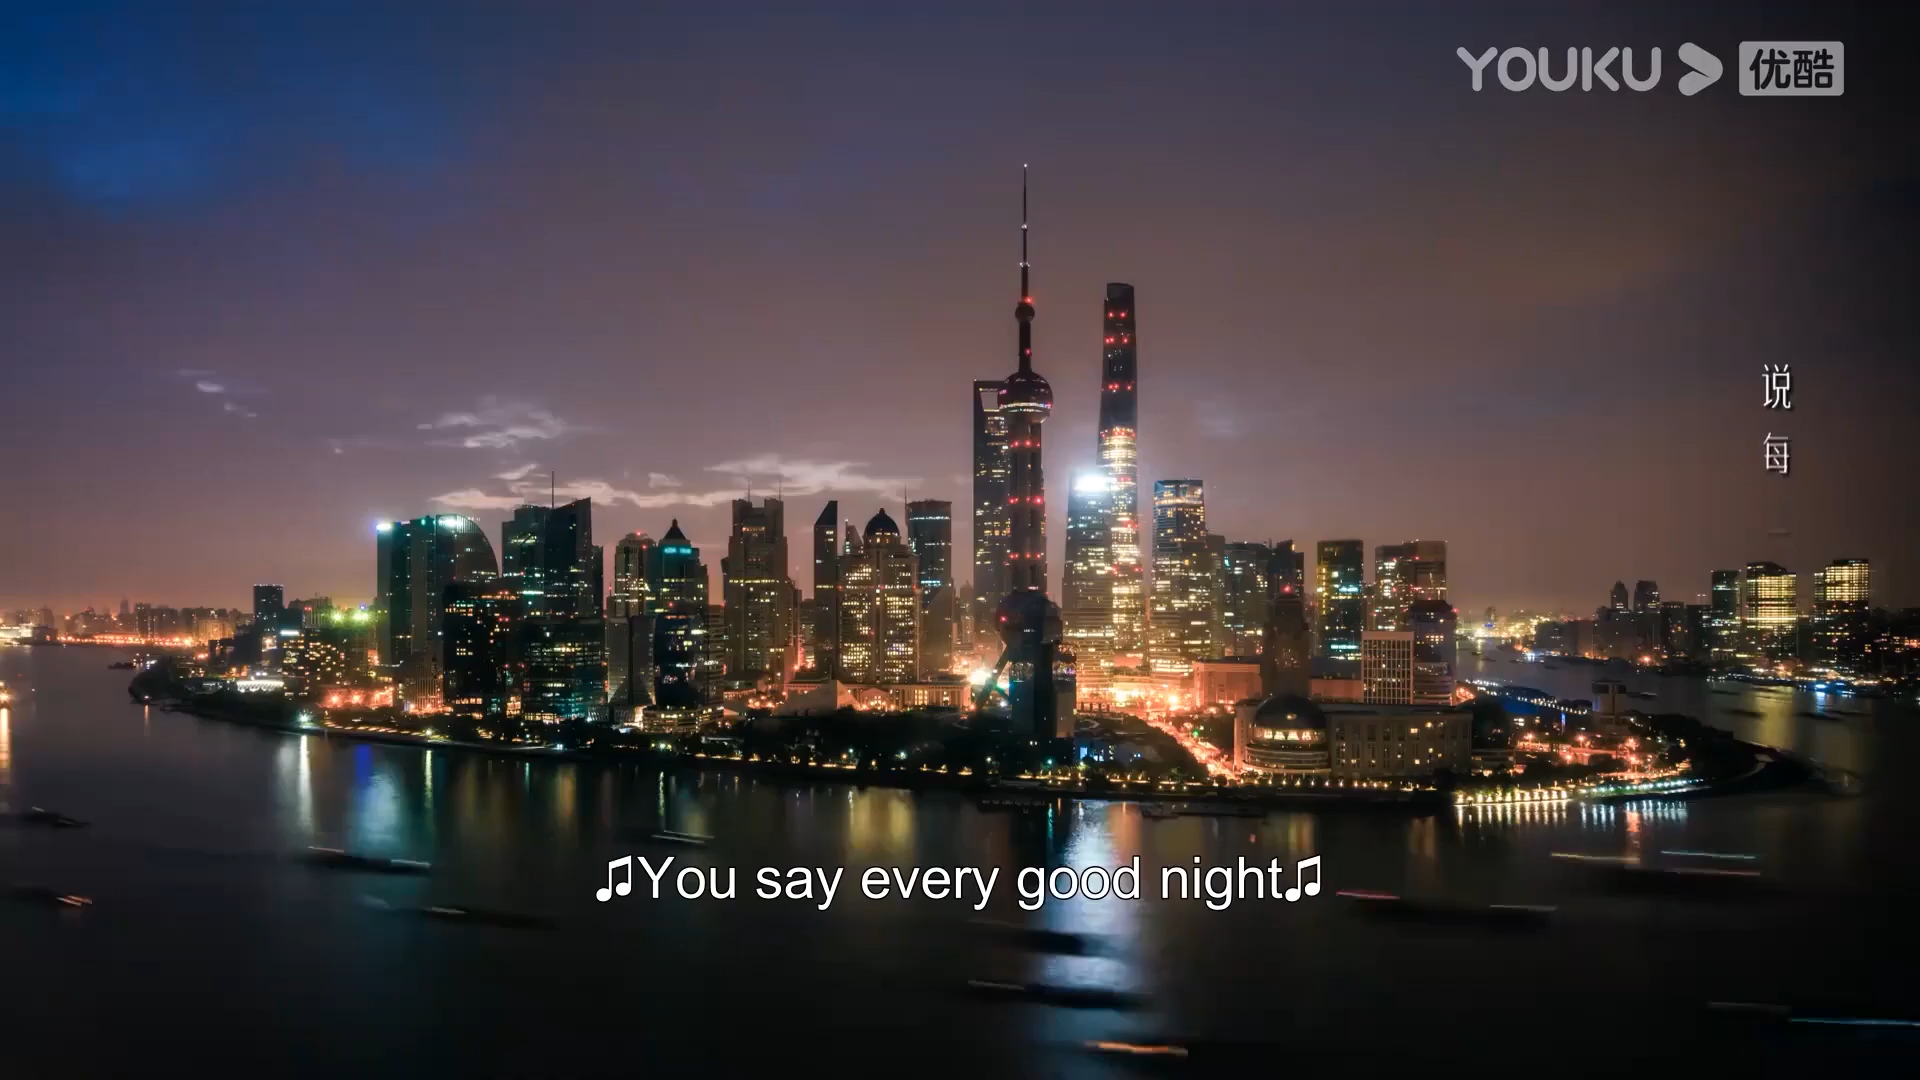 YOUKU 优酷
说每
♫You say every good night♫